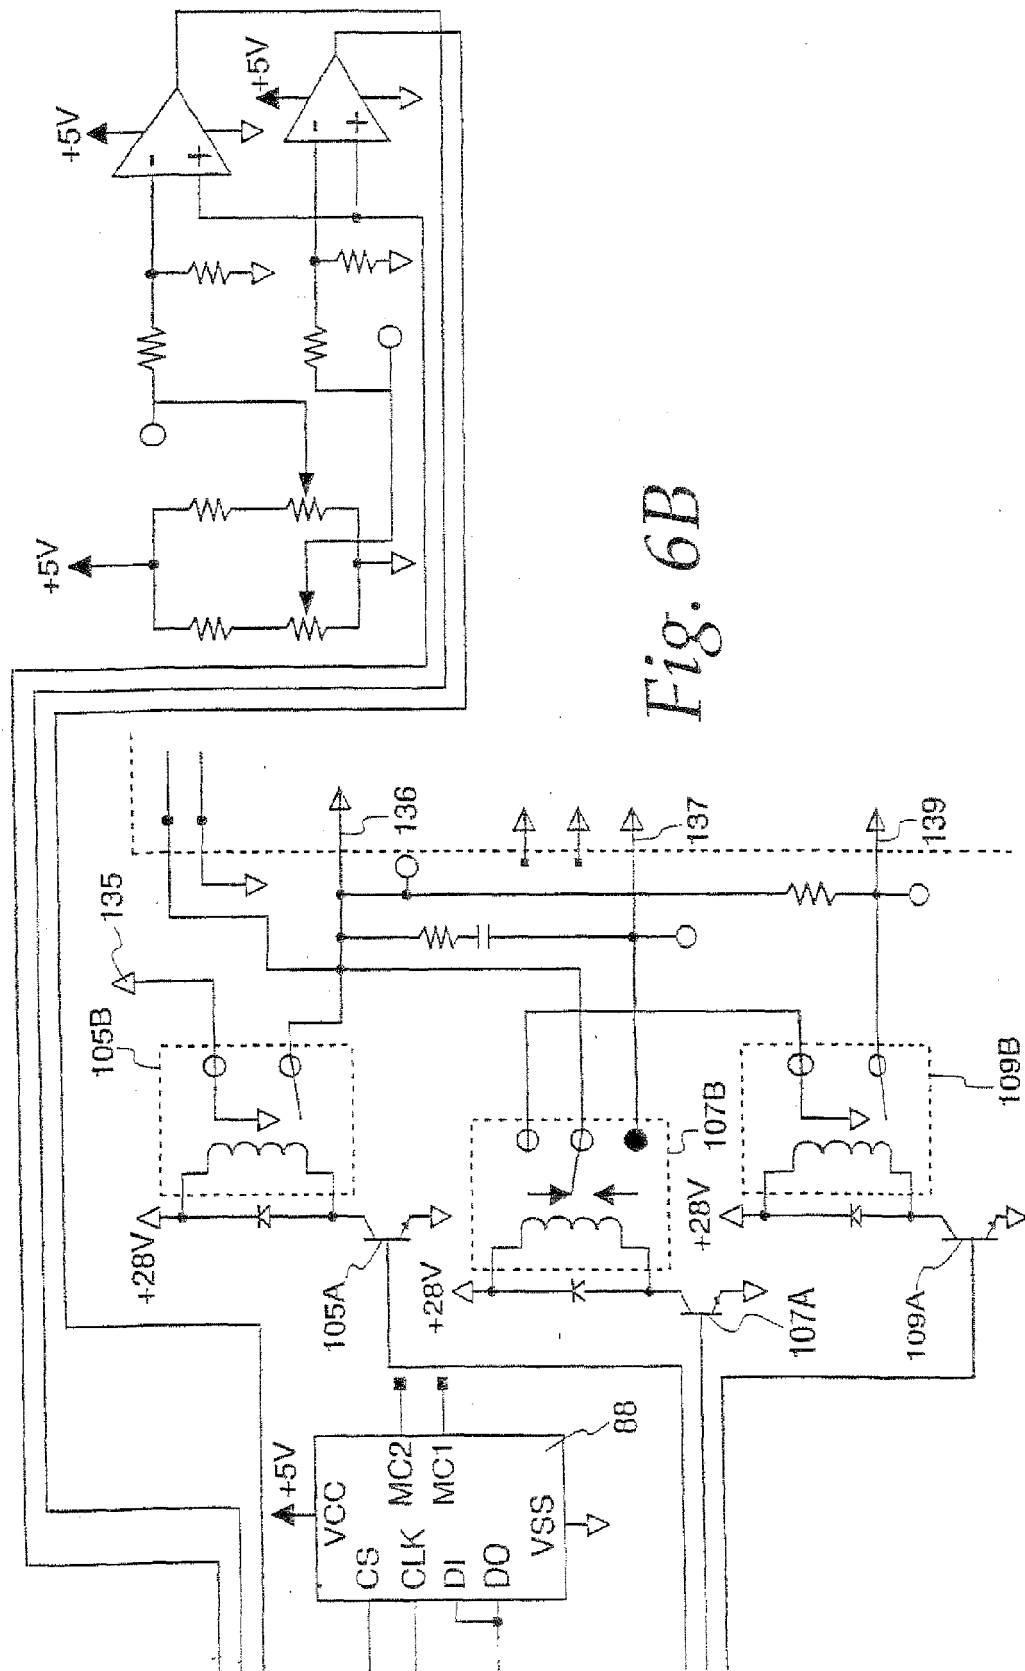 +5V
+5V
-
+
-
+
+5V
Fig. 6B
135
136
137
139
105B
107B
109B
+28V
105A
+28V
107A
+28V
109A
+5V
VCC
CS
CLK
DI
DO
MC2
MC1
VSS
88